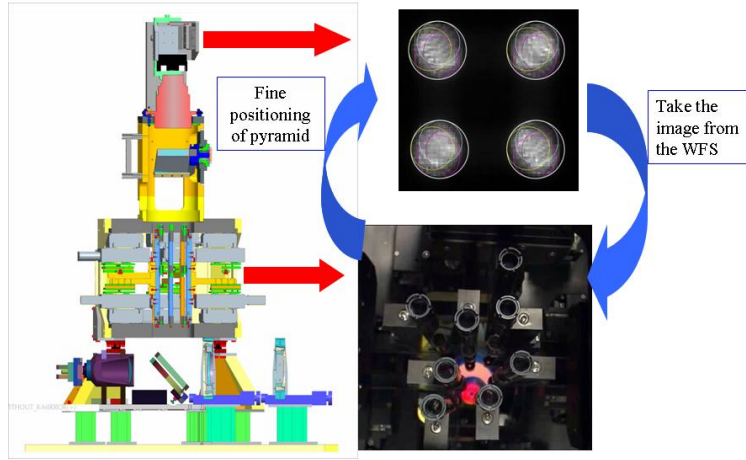 Fine
positioning
of pyramid
Take the
image from
the WFS